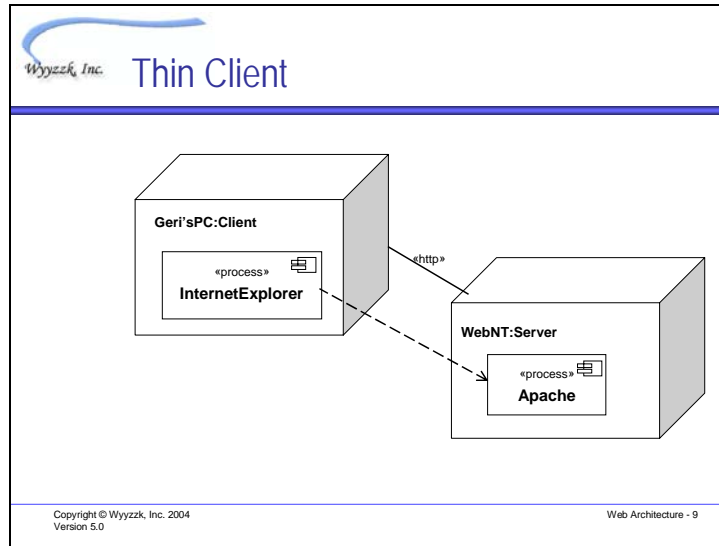 Wyyzzk, Inc.
Thin Client
Geri'sPC:Client
«process»
InternetExplorer
«http»
WebNT:Server
«process»
Apache
Copyright © Wyyzzk, Inc. 2004
Version 5.0
Web Architecture - 9